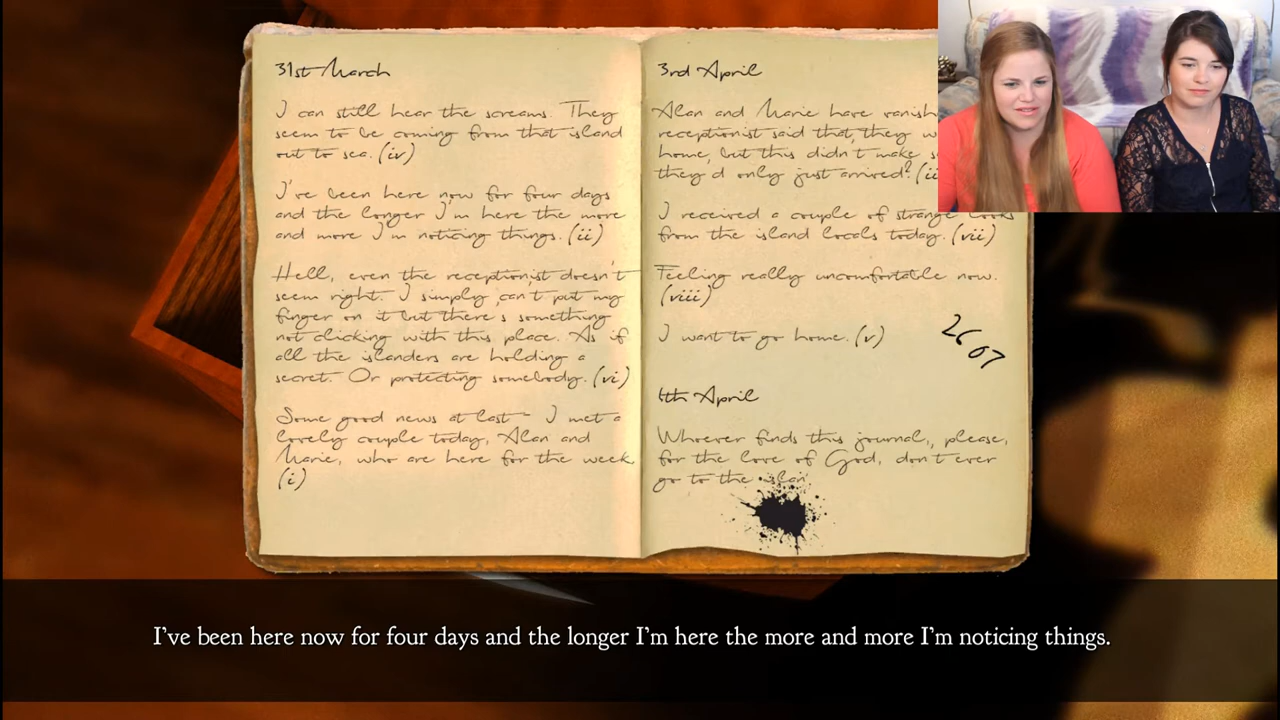 31st March
I can still hear the screams. They
seem to be coming from that island
out to sea. (iv)
I've been here now for four days
and the longer I'm here the more
and more I'm noticing things. (ii)
Hell, even the receptionist doesn't
seem right. I simply can't put my
finger on it but there's something
not clicking with this place. As if
all the islanders are holding a
secret. Or protecting somebody. (vi)
Some good news at last - I met a
lovely couple today, Alan and
Marie, who are here for the week.
(i)
3rd April
Alan and Marie have vanish
receptionist said that, they w
home, but this didn't make s
they'd only just arrived? (ii
I received a couple of strange looks
from the island locals today. (vii)
Feeling really uncomfortable now.
(viii)
I want to go home. (v)
2607
6th April
Whoever finds this journal, please,
for the love of God, don't ever
go to the islan
I've been here now for four days and the longer I'm here the more and more I'm noticing things.